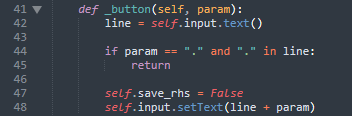 41 ▼ def _button(self, param):
42 line = self.input.text()
43
44 if param == "." and "." in line:
45 return
46
47 self.save_rhs = False
48 self.input.setText(line + param)